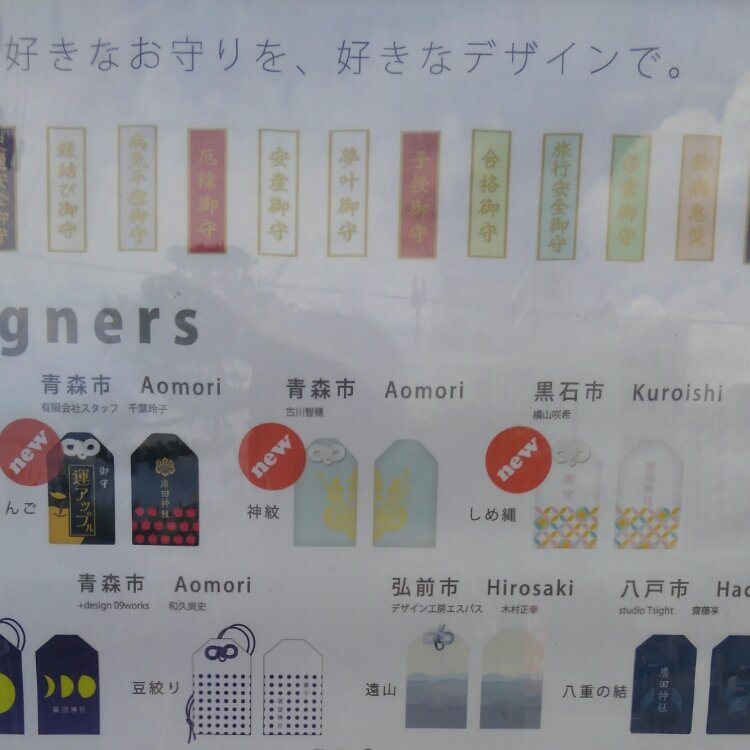 好きなお守りを、好きなデザインで。
縁結び御守
病気平癒御守
厄除御守
安産御守
夢叶御守
子授御守
合格御守
旅行安全御守
学業御守
gners
青森市 Aomori
有限会社スタッフ 千葉玲子
青森市 Aomori
古川智穂
黒石市 Kuroishi
横山咲希
new
んご
御守
運アップル
廣田神社
new
神紋
new
しめ縄
御守
廣田神社
青森市 Aomori
+design 09works 和久尚史
弘前市 Hirosaki
デザイン工房エスパス 木村正幸
八戸市 Hac
studio Tsight 齋藤享
廣田神社
豆絞り
遠山
八重の結
廣田神社